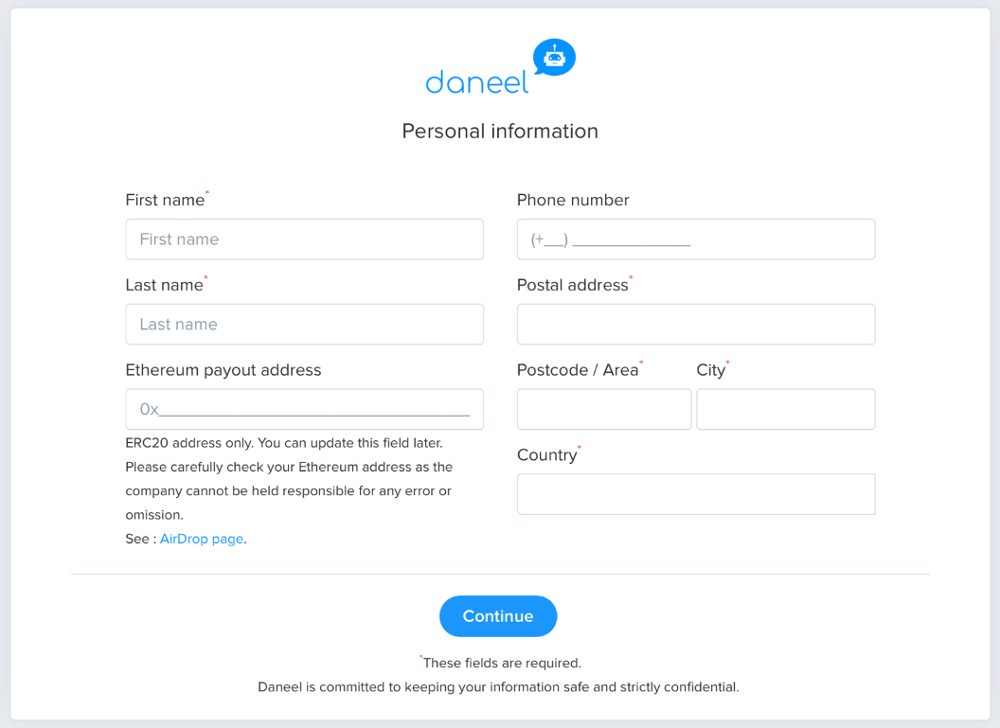 daneel
Personal information
First name*
First name
Last name*
Last name
Ethereum payout address
0x________________________________________
ERC20 address only. You can update this field later.
Please carefully check your Ethereum address as the
company cannot be held responsible for any error or
omission.
See : AirDrop page.
Phone number
(+__) _____________
Postal address*
Postcode / Area*
City*
Country*
Continue
*These fields are required.
Daneel is committed to keeping your information safe and strictly confidential.